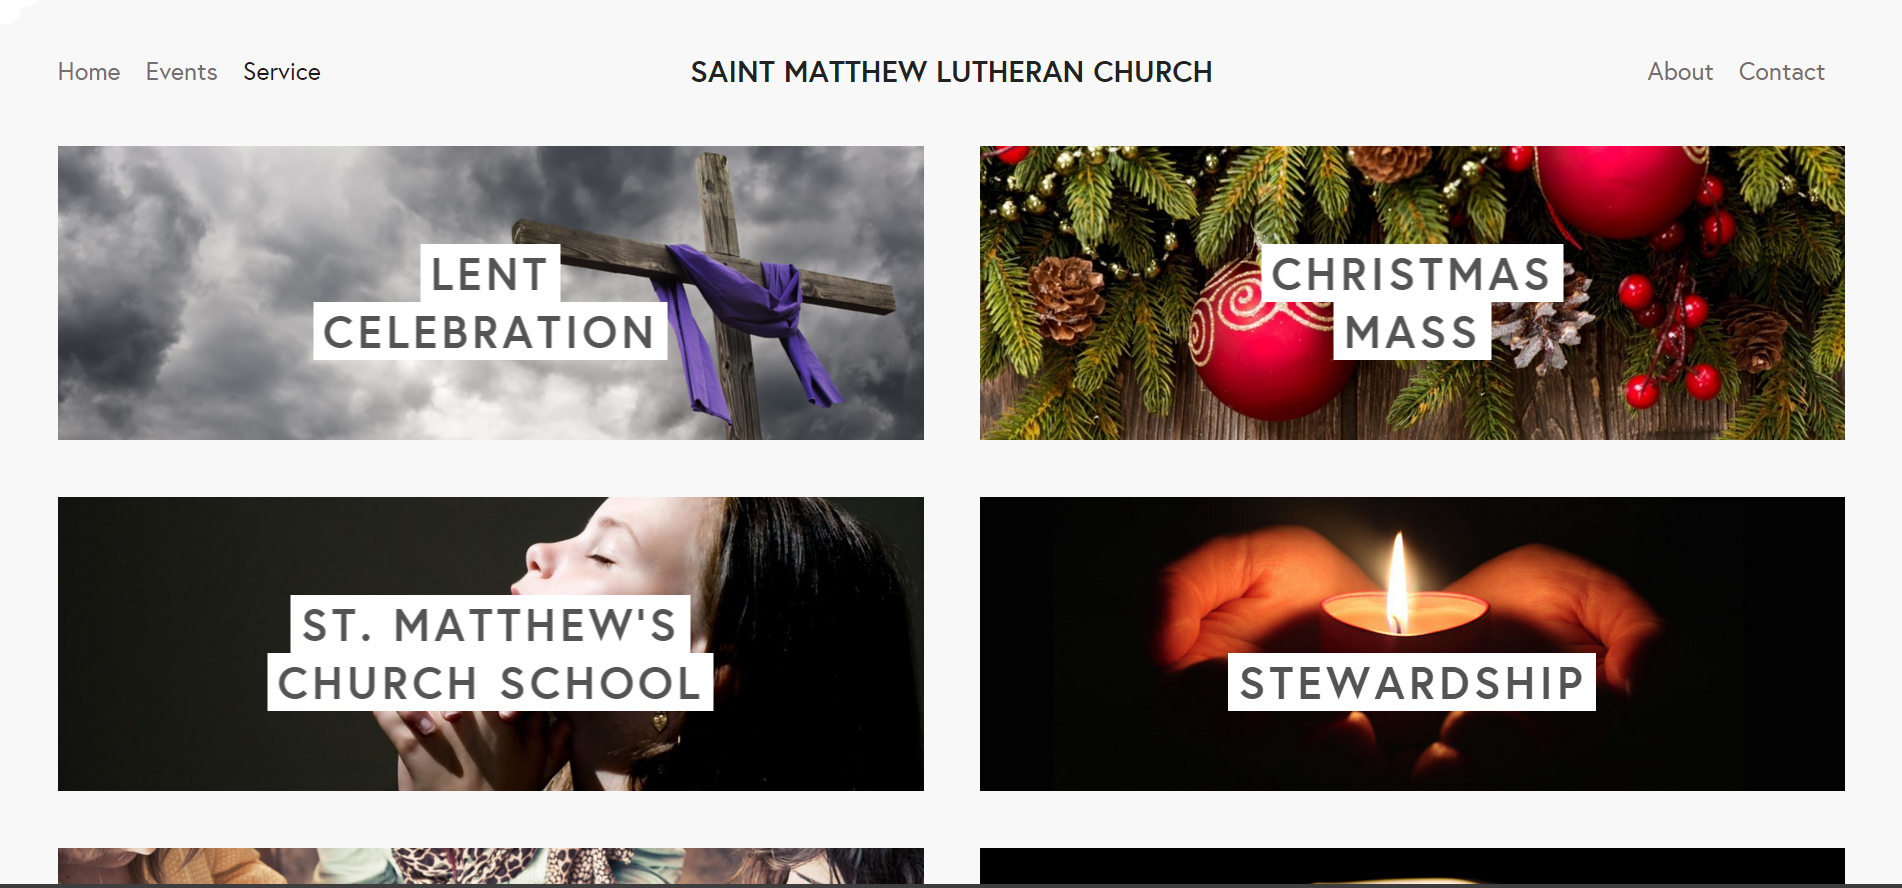 Home Events Service
SAINT MATTHEW LUTHERAN CHURCH
About Contact
LENT
CELEBRATION
CHRISTMAS
MASS
ST. MATTHEW'S
CHURCH SCHOOL
STEWARDSHIP